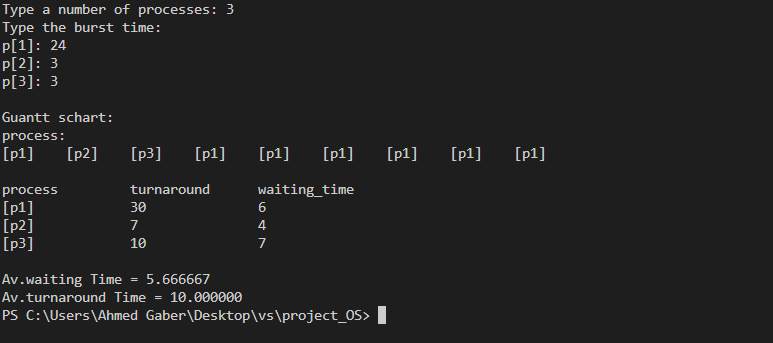 Type a number of processes: 3
Type the burst time:
p[1]: 24
p[2]: 3
p[3]: 3
Guantt schart:
process:
[p1] [p2] [p3] [p1] [p1] [p1] [p1] [p1] [p1]
process turnaround waiting_time
[p1] 30 6
[p2] 7 4
[p3] 10 7
Av.waiting Time = 5.666667
Av.turnaround Time = 10.000000
PS C:\Users\Ahmed Gaber\Desktop\vs\project_OS>